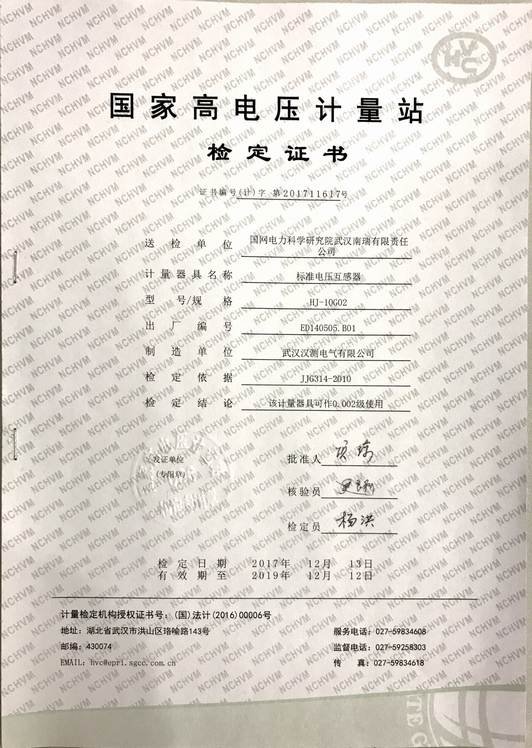 国家高电压计量站
检定证书
证书编号(计)字 第201711617号
送检单位 国网电力科学研究院武汉南瑞有限责任
公司
计量器具名称 标准电压互感器
型号/规格 HJ-10G02
出厂编号 ED140505.B01
制造单位 武汉汉测电气有限公司
检定依据 JJG314-2010
检定结论 该计量器具可作0.002级使用
发证单位
(专用章)
批准人
核验员
检定员 杨洪
检定日期 2017年 12月 13日
有效期至 2019年 12月 12日
计量检定机构授权证书号:(国)法计(2016)00006号
地址:湖北省武汉市洪山区珞喻路143号 服务电话:027-59834608
邮编:430074 监督电话:027-59258303
EMAIL:hvc@epri.sgcc.com.cn 传 真:027-59834618